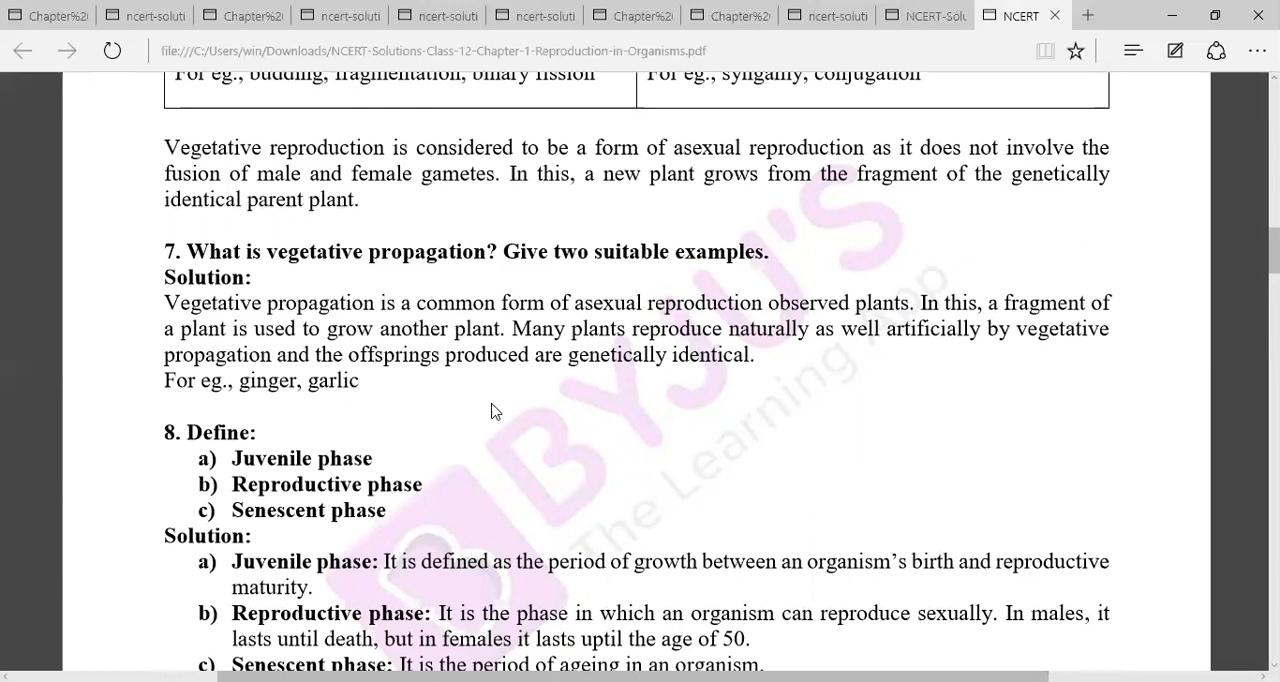 Chapter%2(
ncert-soluti
Chapter%2(
ncert-soluti
ncert-soluti
ncert-soluti
Chapter%2(
Chapter%2(
ncert-soluti
NCERT-Solu
NCERT
file:///C:/Users/win/Downloads/NCERT-Solutions-Class-12-Chapter-1-Reproduction-in-Organisms.pdf
For eg., budding, fragmentation, binary fission
For eg., syngamy, conjugation
Vegetative reproduction is considered to be a form of asexual reproduction as it does not involve the
fusion of male and female gametes. In this, a new plant grows from the fragment of the genetically
identical parent plant.
7. What is vegetative propagation? Give two suitable examples.
Solution:
Vegetative propagation is a common form of asexual reproduction observed plants. In this, a fragment of
a plant is used to grow another plant. Many plants reproduce naturally as well artificially by vegetative
propagation and the offsprings produced are genetically identical.
For eg., ginger, garlic
8. Define:
a) Juvenile phase
b) Reproductive phase
c) Senescent phase
Solution:
a) Juvenile phase: It is defined as the period of growth between an organism’s birth and reproductive
maturity.
b) Reproductive phase: It is the phase in which an organism can reproduce sexually. In males, it
lasts until death, but in females it lasts uptil the age of 50.
c) Senescent phase: It is the period of ageing in an organism.
BYJU'S
The Learning App